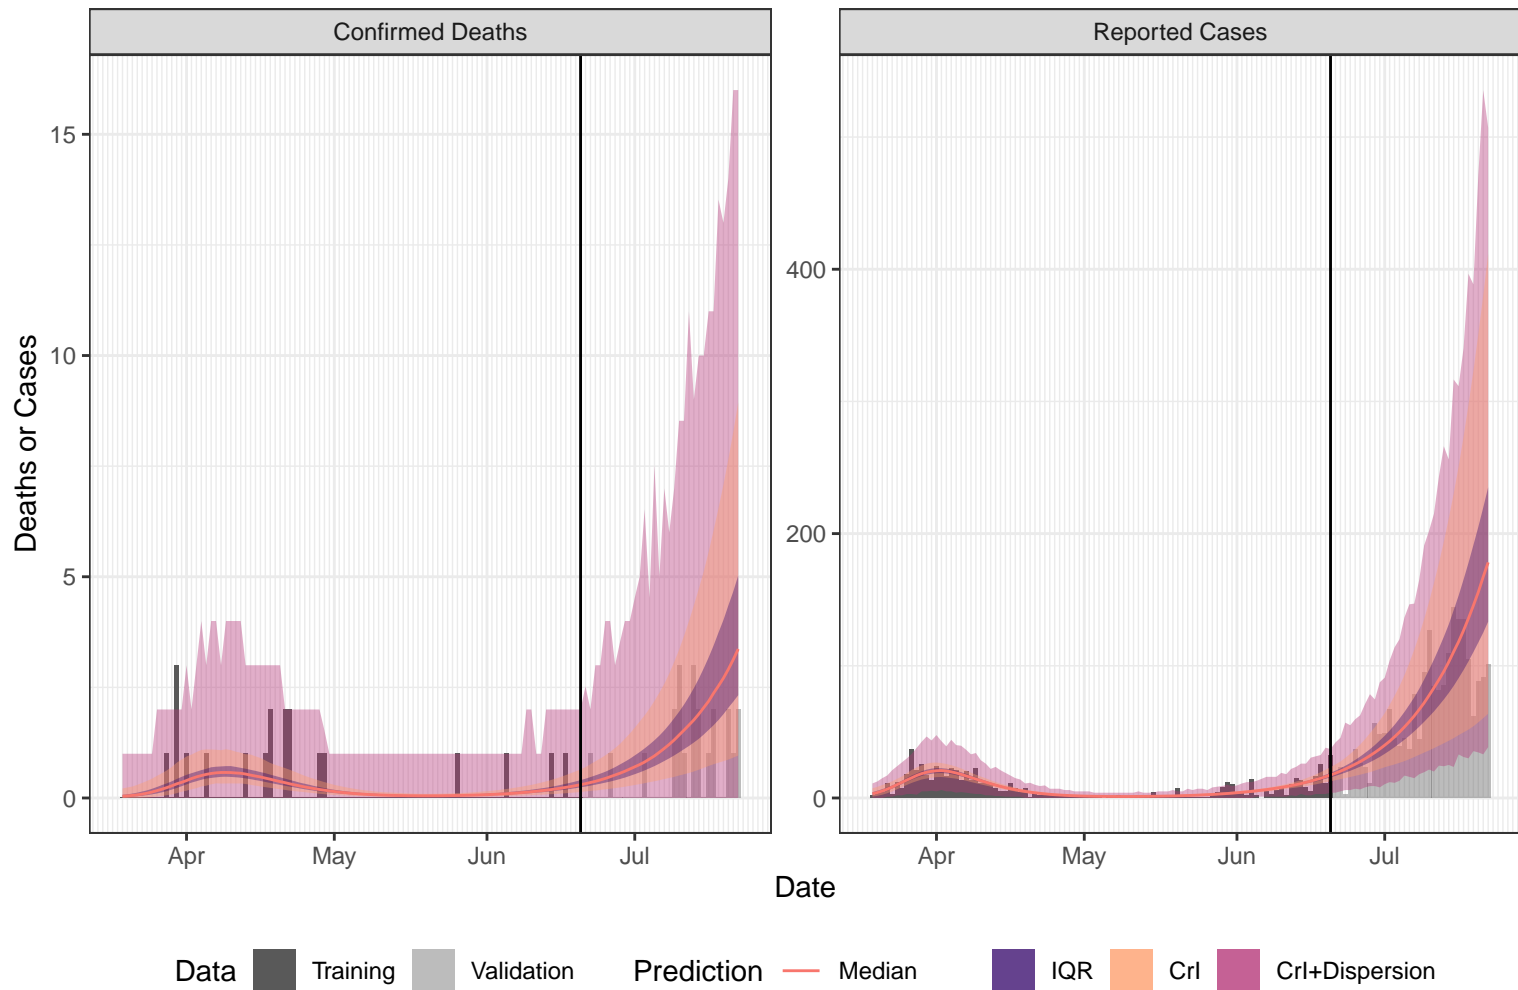 Confirmed Deaths
Reported Cases
Deaths or Cases
15
10
5
0
400
200
0
Apr May Jun Jul
Apr May Jun Jul
Date
Data Training Validation Prediction Median IQR CrI CrI+Dispersion